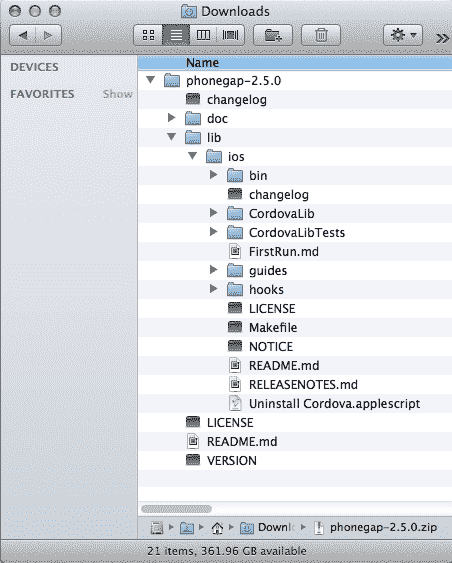 Downloads
DEVICES
FAVORITES Show
Name
phonegap-2.5.0
changelog
doc
lib
ios
bin
changelog
CordovaLib
CordovaLibTests
FirstRun.md
guides
hooks
LICENSE
Makefile
NOTICE
README.md
RELEASENOTES.md
Uninstall Cordova.applescript
LICENSE
README.md
VERSION
Downl phonegap-2.5.0.zip
21 items, 361.96 GB available